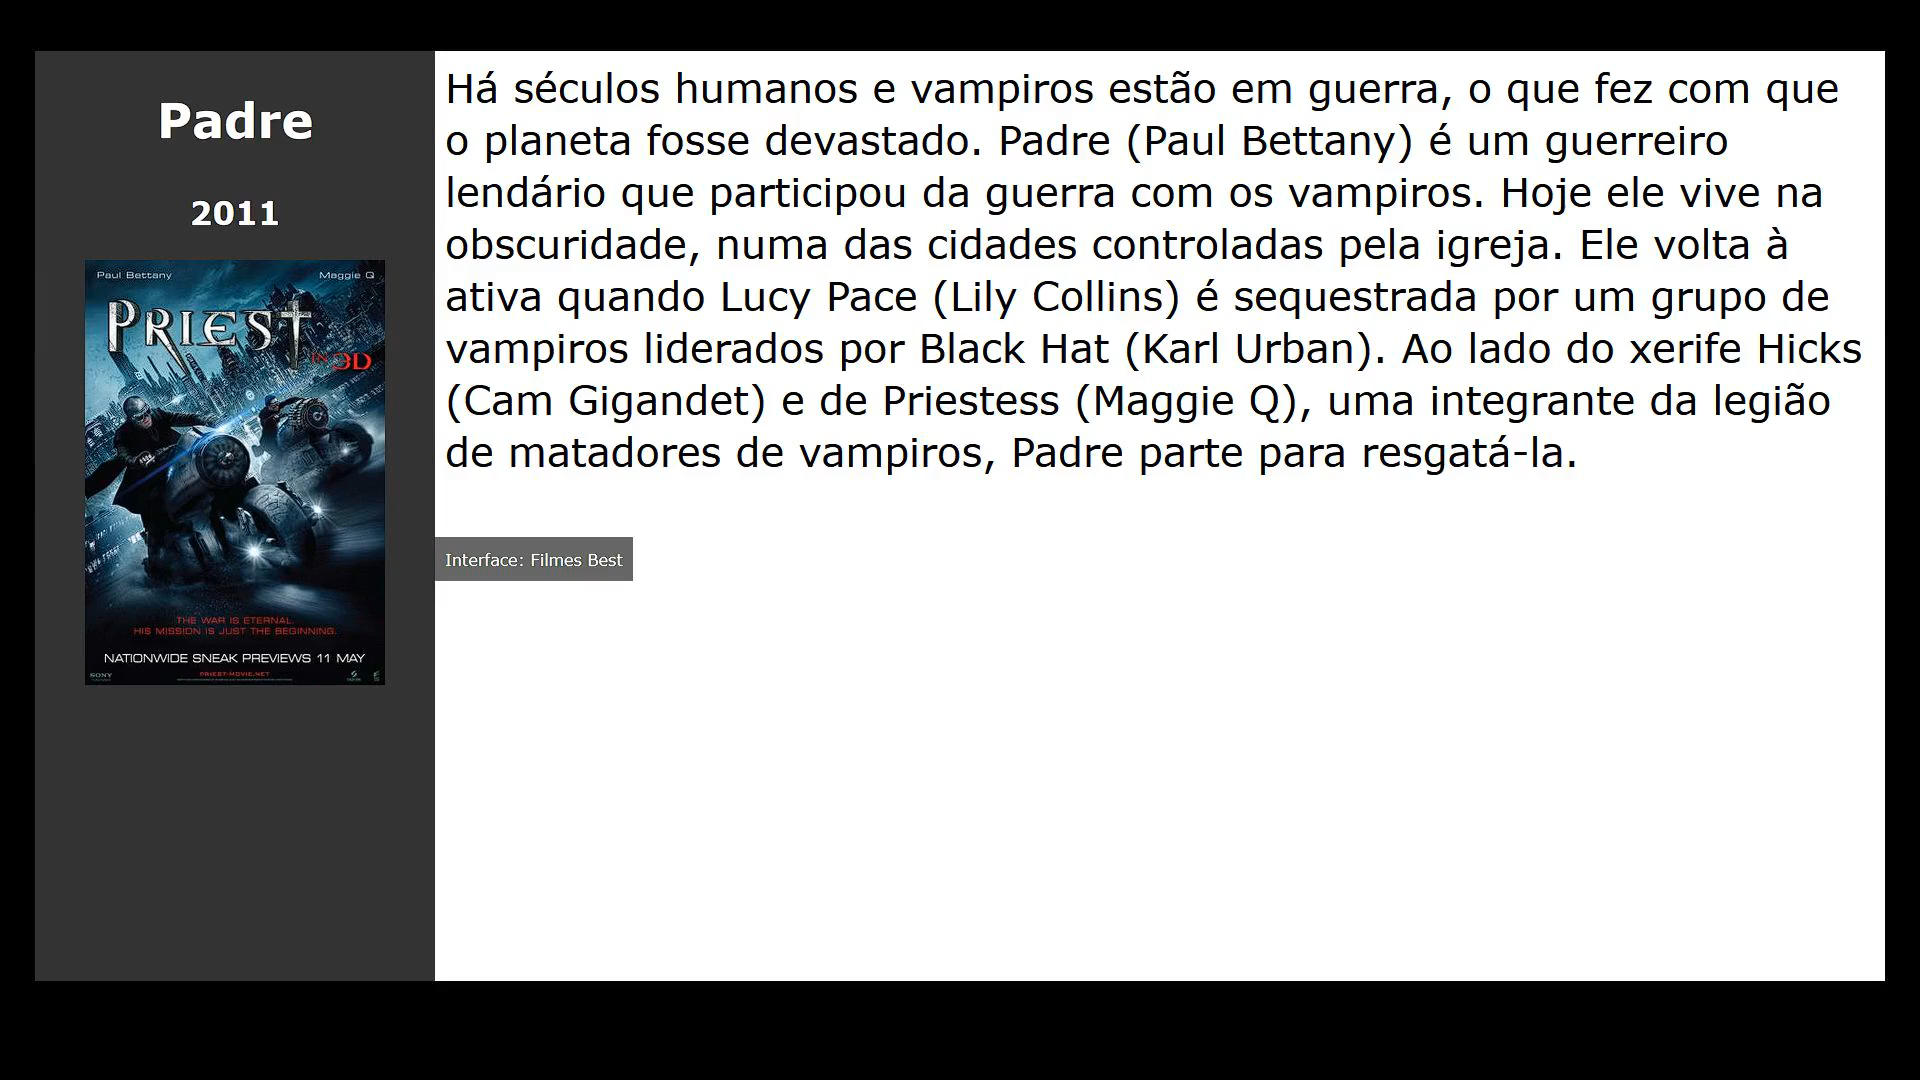 Padre
2011
Paul Bettany Maggie Q
PRIEST
IN 3D
THE WAR IS ETERNAL.
HIS MISSION IS JUST THE BEGINNING.
NATIONWIDE SNEAK PREVIEWS 11 MAY
SONY
PRIEST-MOVIE.NET
Há séculos humanos e vampiros estão em guerra, o que fez com que
o planeta fosse devastado. Padre (Paul Bettany) é um guerreiro
lendário que participou da guerra com os vampiros. Hoje ele vive na
obscuridade, numa das cidades controladas pela igreja. Ele volta à
ativa quando Lucy Pace (Lily Collins) é sequestrada por um grupo de
vampiros liderados por Black Hat (Karl Urban). Ao lado do xerife Hicks
(Cam Gigandet) e de Priestess (Maggie Q), uma integrante da legião
de matadores de vampiros, Padre parte para resgatá-la.
Interface: Filmes Best